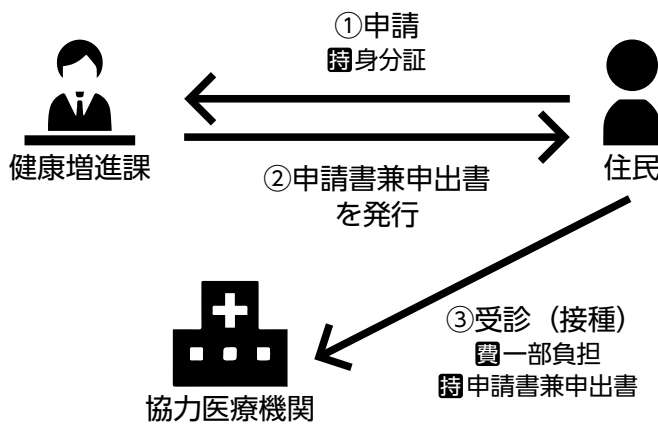 ①申請
持身分証
健康増進課
住民
②申請書兼申出書
を発行
③受診（接種）
費一部負担
持申請書兼申出書
協力医療機関